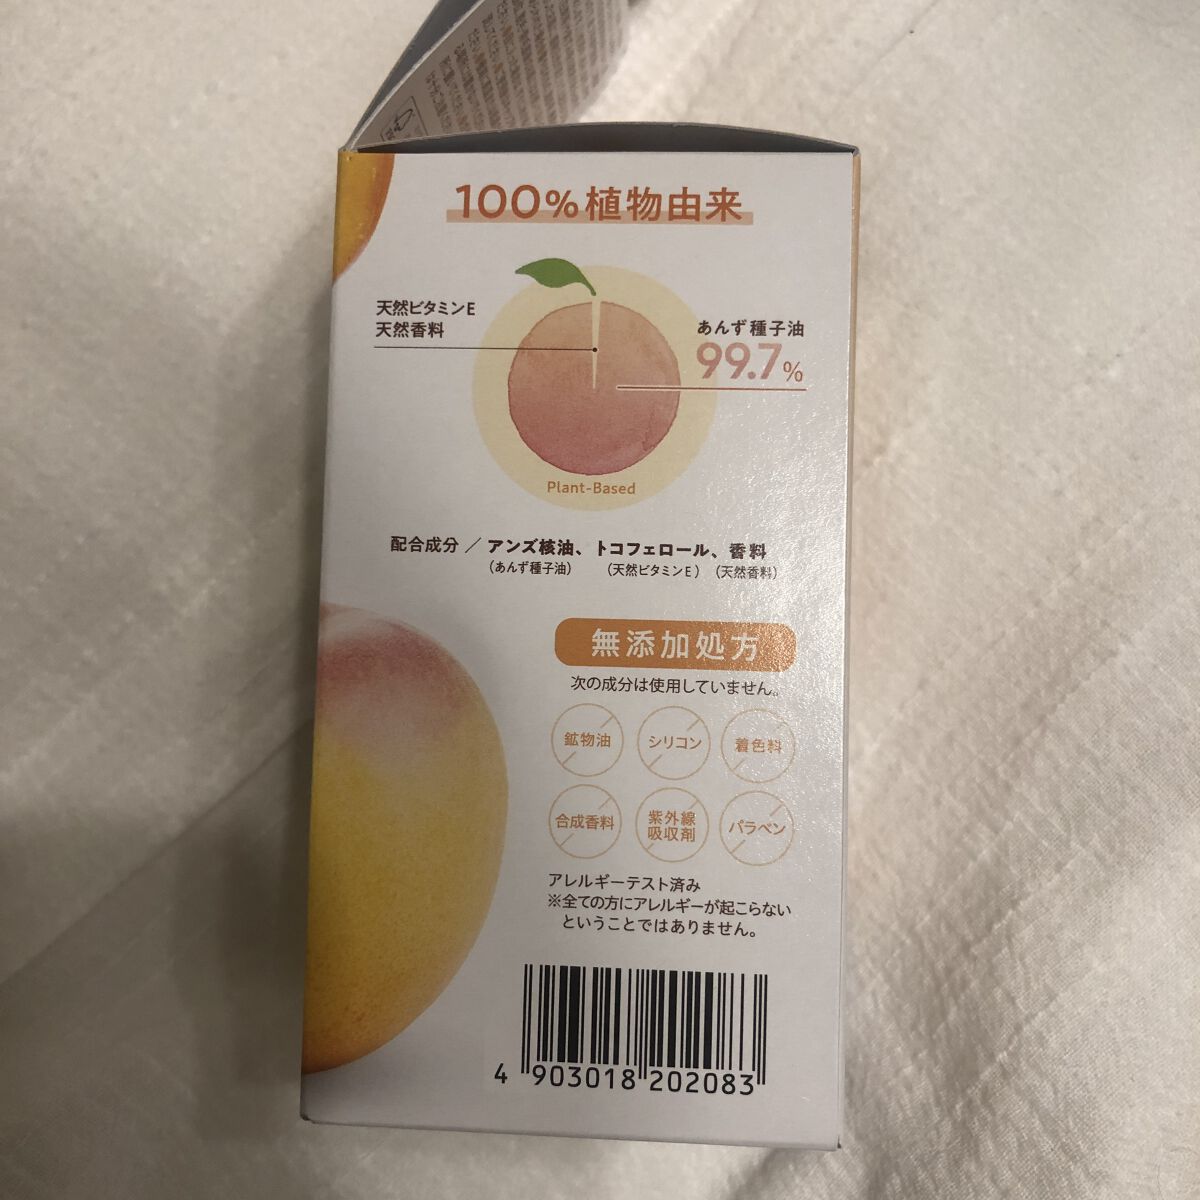 100%植物由来
天然ビタミンE
天然香料
あんず種子油
99.7%
Plant-Based
配合成分／アンズ核油、トコフェロール、香料
（あんず種子油）（天然ビタミンE）（天然香料）
無添加処方
次の成分は使用していません。
鉱物油 シリコン 着色料
合成香料 紫外線吸収剤 パラベン
アレルギーテスト済み
※全ての方にアレルギーが起こらない
ということではありません。
4 903018 202083